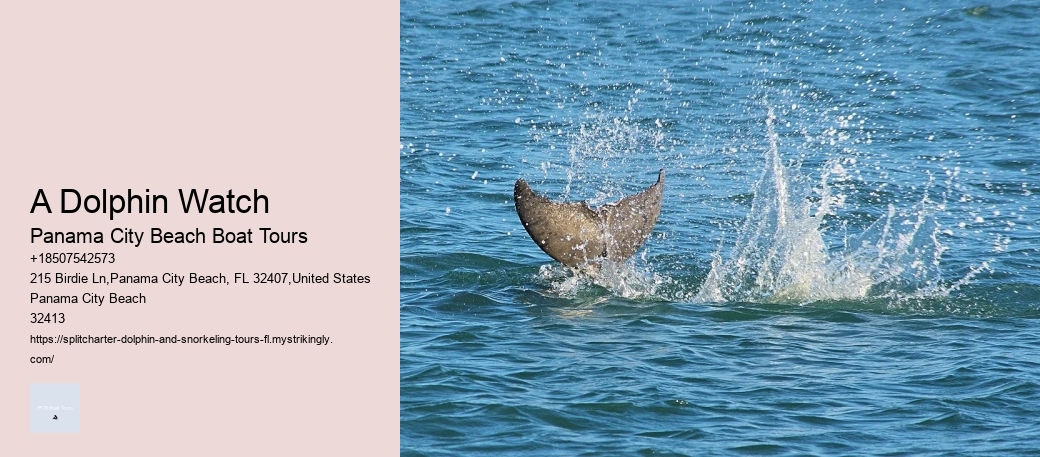 A Dolphin Watch
Panama City Beach Boat Tours
+18507542573
215 Birdie Ln,Panama City Beach, FL 32407,United States
Panama City Beach
32413
https://splitcharter-dolphin-and-snorkeling-tours-fl.mystrikingly.
com/